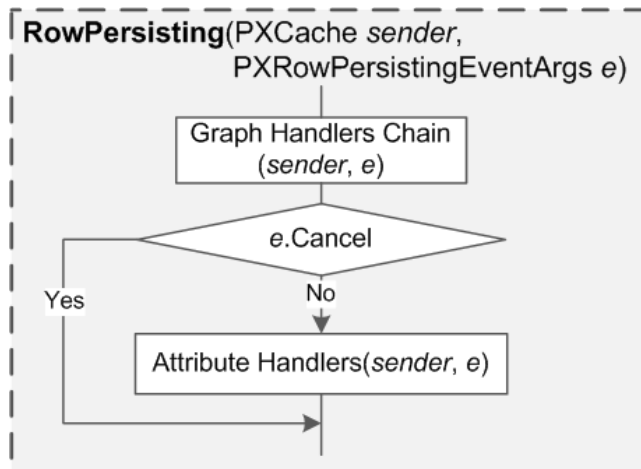 RowPersisting(PXCache sender,
PXRowPersistingEventArgs e)
Graph Handlers Chain
(sender, e)
e.Cancel
Yes
No
Attribute Handlers(sender, e)